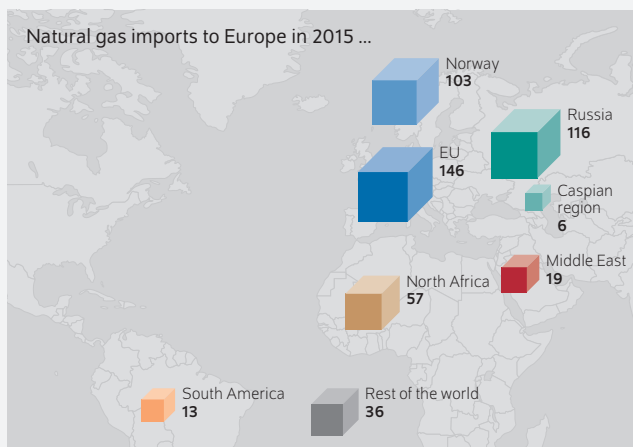 Natural gas imports to Europe in 2015 ...
Norway
103
Russia
116
EU
146
Caspian
region
6
Middle East
19
North Africa
57
South America
13
Rest of the world
36